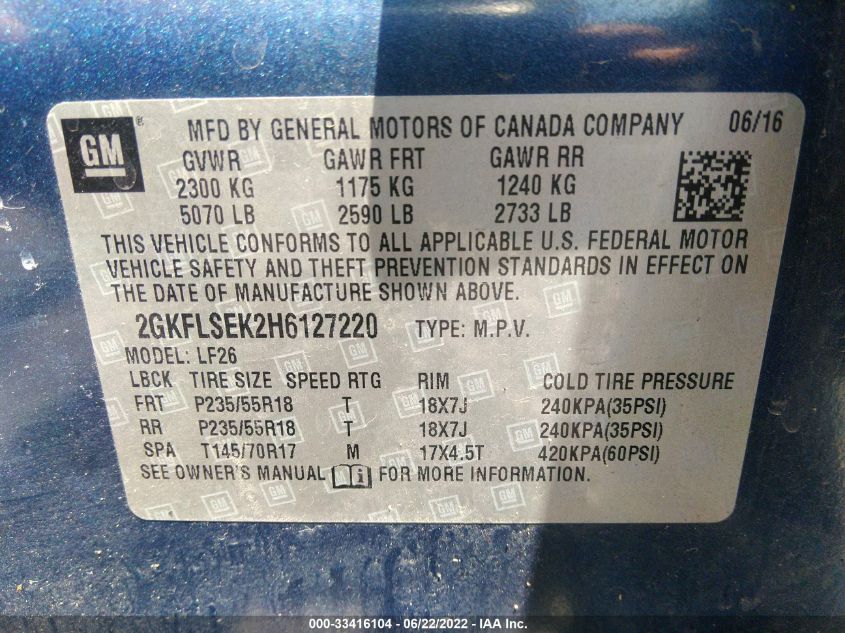 GM ® MFD BY GENERAL MOTORS OF CANADA COMPANY 06/16
GVWR GAWR FRT GAWR RR
2300 KG 1175 KG 1240 KG
5070 LB 2590 LB 2733 LB
THIS VEHICLE CONFORMS TO ALL APPLICABLE U.S. FEDERAL MOTOR
VEHICLE SAFETY AND THEFT PREVENTION STANDARDS IN EFFECT ON
THE DATE OF MANUFACTURE SHOWN ABOVE.
2GKFLSEK2H6127220 TYPE: M.P.V.
MODEL: LF26
LBCK TIRE SIZE SPEED RTG RIM COLD TIRE PRESSURE
FRT P235/55R18 T 18X7J 240KPA(35PSI)
RR P235/55R18 T 18X7J 240KPA(35PSI)
SPA T145/70R17 M 17X4.5T 420KPA(60PSI)
SEE OWNER'S MANUAL i FOR MORE INFORMATION.
000-33416104 - 06/22/2022 - IAA Inc.